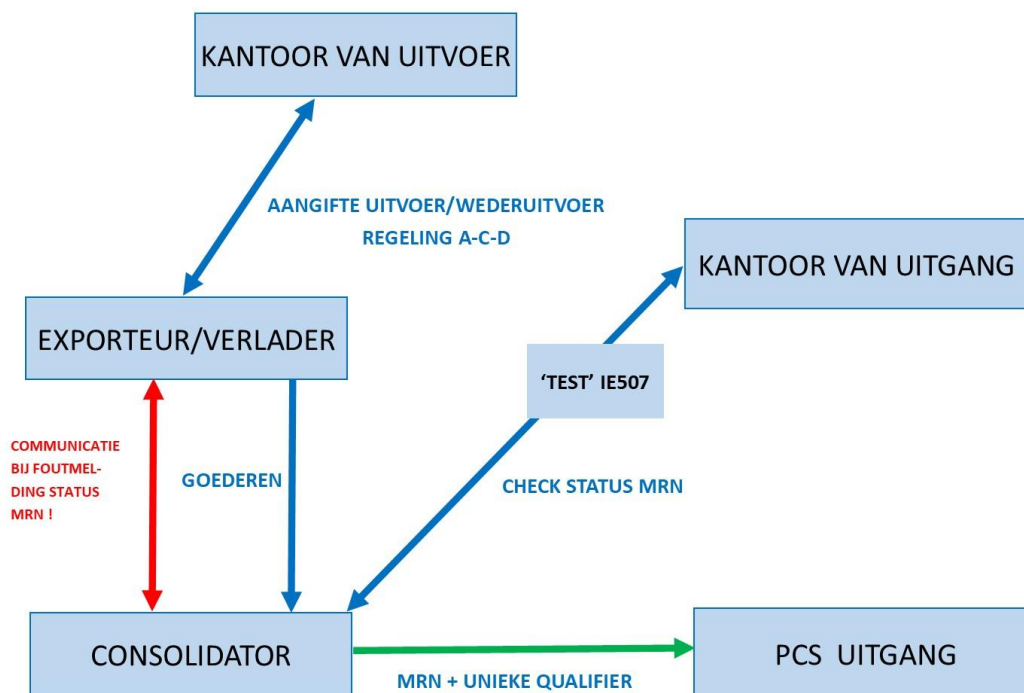 KANTOOR VAN UITVOER
AANGIFTE UITVOER/WEDERUITVOER
REGELING A-C-D
KANTOOR VAN UITGANG
EXPORTEUR/VERLADER
‘TEST’ IE507
COMMUNICATIE
BIJ FOUTMEL-
DING STATUS
MRN !
GOEDEREN
CHECK STATUS MRN
CONSOLIDATOR
PCS UITGANG
MRN + UNIEKE QUALIFIER